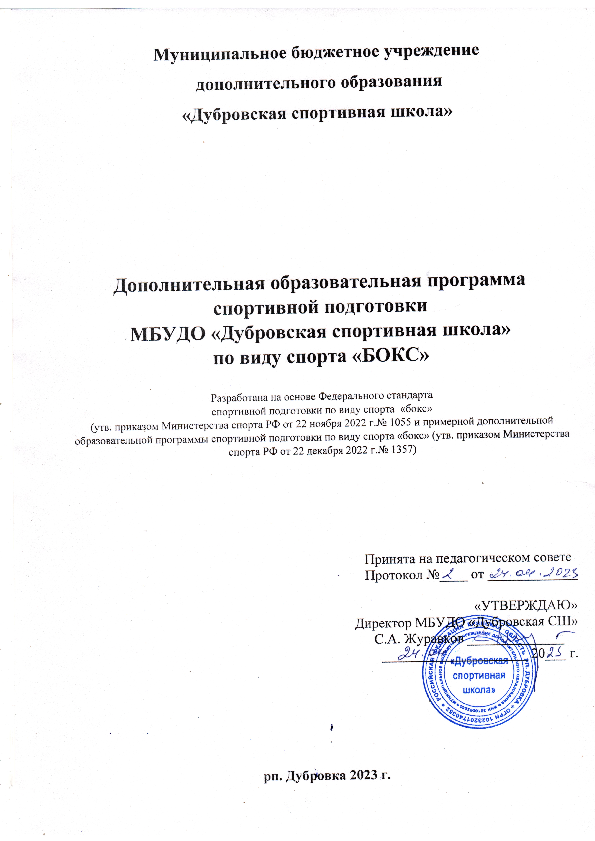 Муниципальное бюджетное учреждение
дополнительного образования
«Дубровская спортивная школа»
Дополнительная образовательная программа
спортивной подготовки
МБУДО «Дубровская спортивная школа»
по виду спорта «БОКС»
Разработана на основе Федерального стандарта
спортивной подготовки по виду спорта «бокс»
(утв. приказом Министерства спорта РФ от 22 ноября 2022 г.№ 1055 и примерной дополнительной
образовательной программы спортивной подготовки по виду спорта «бокс» (утв. приказом Министерства
спорта РФ от 22 декабря 2022 г.№ 1357)
Принята на педагогическом совете
Протокол № 2 от 24.04.2023
«УТВЕРЖДАЮ»
Директор МБУДО «Дубровская СШ»
С.А. Журавков
24. 2023 г.
«Дубровская
спортивная
школа»
рп. Дубровка 2023 г.